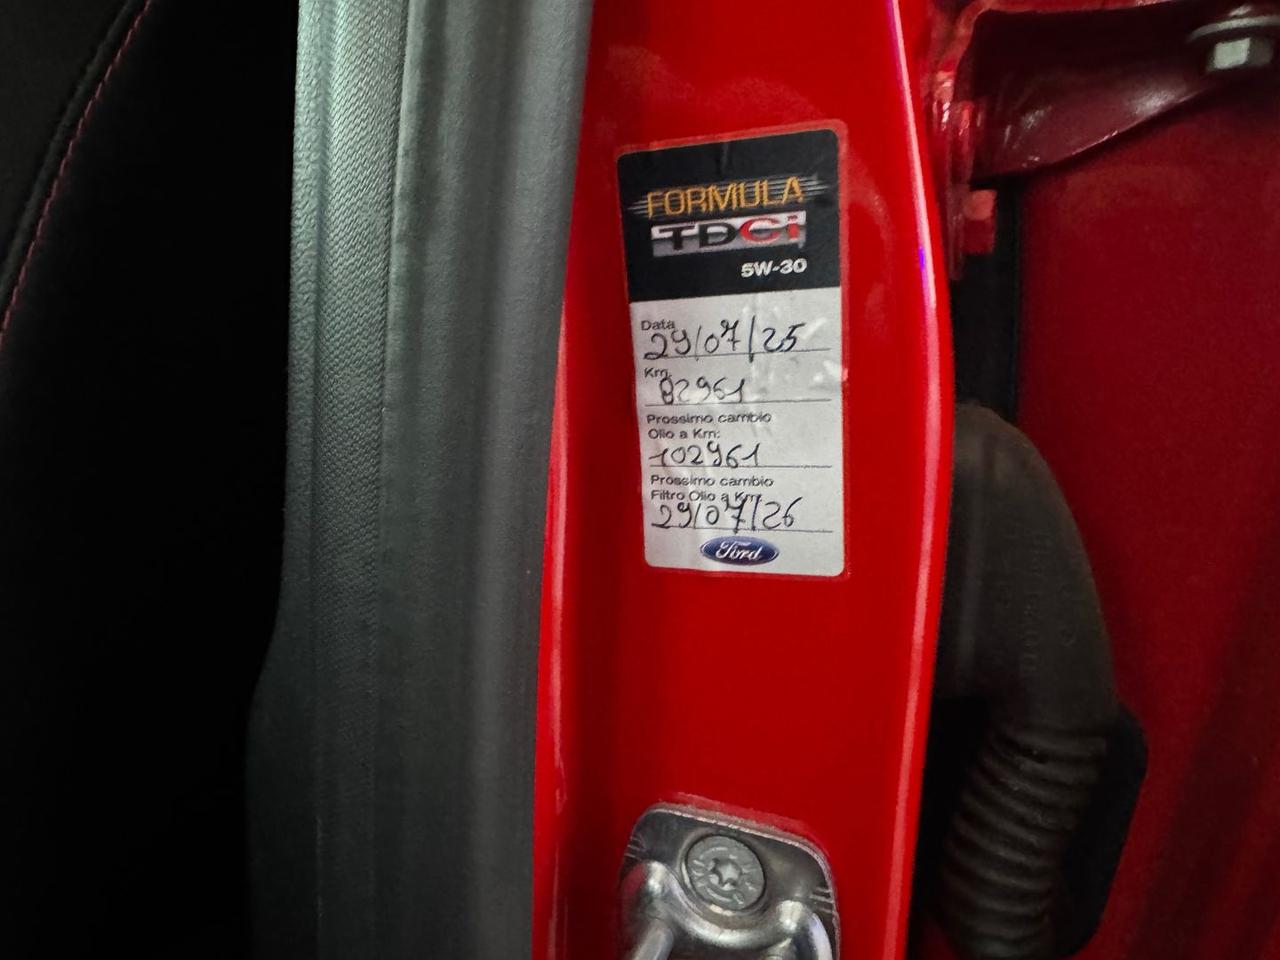 FORMULA
TDCi
5W-30
Data
29/07/25
Km.
82961
Prossimo cambio
Olio a Km:
102961
Prossimo cambio
Filtro Olio a Km
29/07/26
Ford